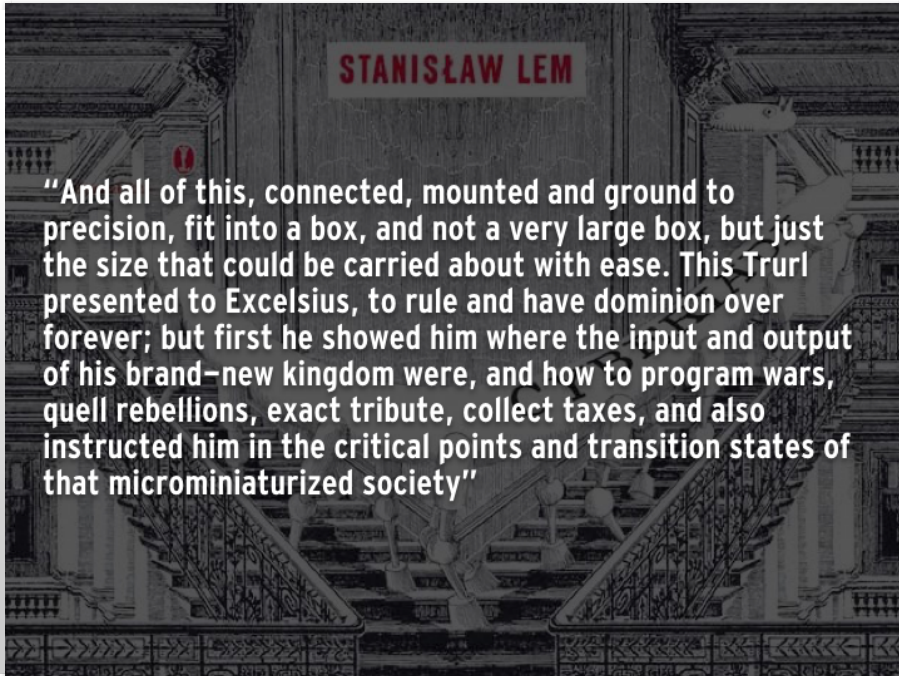 STANISŁAW LEM
“And all of this, connected, mounted and ground to
precision, fit into a box, and not a very large box, but just
the size that could be carried about with ease. This Trurl
presented to Excelsius, to rule and have dominion over
forever; but first he showed him where the input and output
of his brand–new kingdom were, and how to program wars,
quell rebellions, exact tribute, collect taxes, and also
instructed him in the critical points and transition states of
that microminiaturized society”